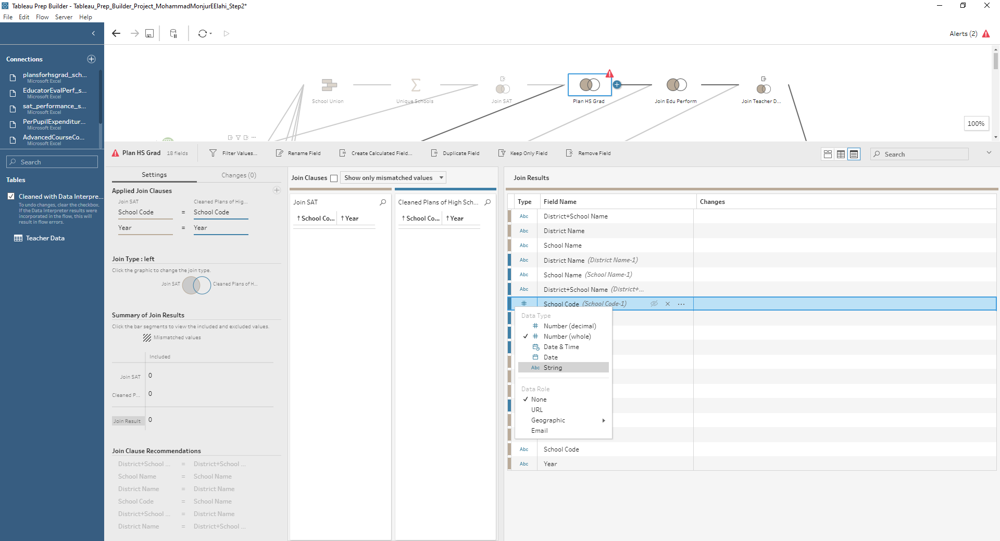 Tableau Prep Builder - Tableau_Prep_Builder_Project_MohammadMonjurEElahi_Step2*
File Edit Flow Server Help
Alerts (2)
Connections
plansforhsgrad_sch...
Microsoft Excel
EducatorEvalPerf_s...
Microsoft Excel
sat_performance_s...
Microsoft Excel
PerPupilExpenditur...
Microsoft Excel
AdvancedCourseCo...
Microsoft Excel
Search
Tables
Cleaned with Data Interpre...
To undo changes, clear the checkbox.
If the Data Interpreter results were
incorporated in the flow, this will
result in flow errors.
Teacher Data
School Union
Unique Schools
Join SAT
Plan HS Grad
Join Edu Perform
Join Teacher D...
100%
Plan HS Grad 18 fields
Filter Values...
Rename Field
Create Calculated Field...
Duplicate Field
Keep Only Field
Remove Field
Search
Settings
Changes (0)
Applied Join Clauses
Join SAT Cleaned Plans of Hig...
School Code = School Code
Year = Year
Join Type : left
Click the graphic to change the join type.
Join SAT Cleaned Plans of H...
Summary of Join Results
Click the bar segments to view the included and excluded values.
Mismatched values
Included
Join SAT 0
Cleaned P... 0
Join Result 0
Join Clause Recommendations
District+School ... = District+School ...
School Name = School Name
District Name = District Name
School Code = School Name
District+School ... = District Name
District Name = District+School ...
Join Clauses Show only mismatched values
Join SAT
School Co... Year
Cleaned Plans of High Sch...
School Co... Year
Join Results
Type Field Name Changes
Abc District+School Name
Abc District Name
Abc School Name
Abc District Name (District Name-1)
Abc School Name (School Name-1)
Abc District+School Name (District+...
# School Code (School Code-1) ...
Data Type
# Number (decimal)
# Number (whole)
Date & Time
Date
Abc String
Data Role
None
URL
Geographic
Email
Abc School Code
Abc Year